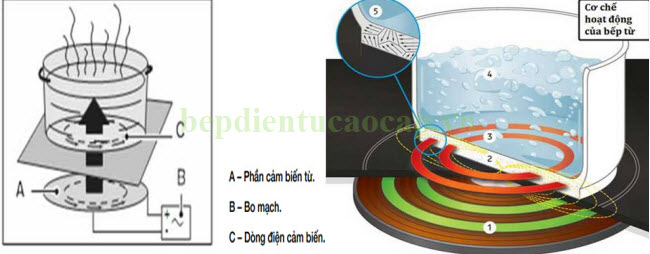 A
B
C
+
-
A – Phần cảm biến từ.
B – Bo mạch.
C – Dòng điện cảm biến.
Cơ chế
hoạt động
của bếp từ
5
4
3
2
1